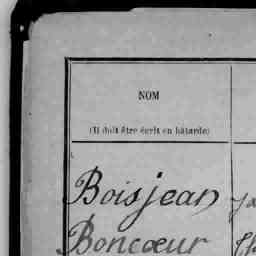 NOM
(Il doit être écrit en bâtarde)
Boisjean
Boncœur